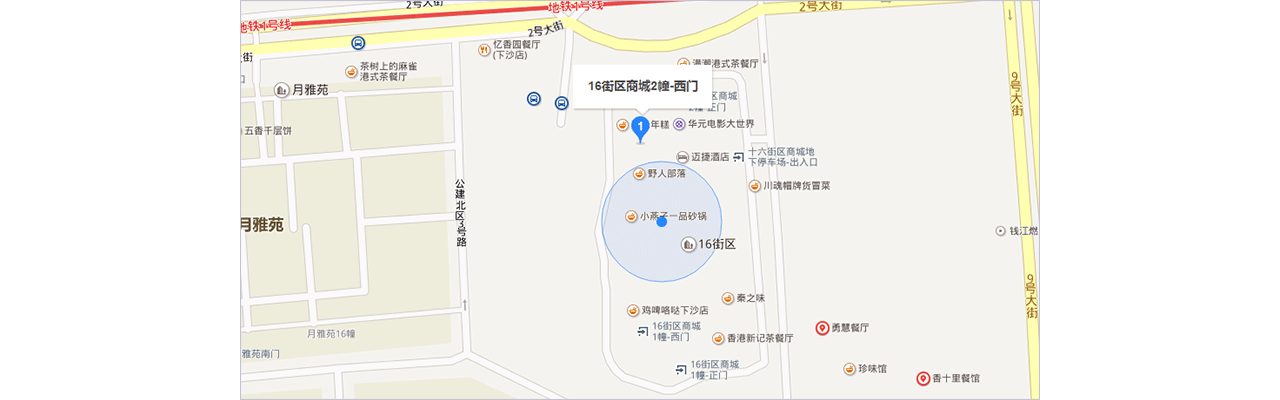 2号大街
地铁1号线
地铁1号线
2号大街
2号大街
忆香园餐厅
(下沙店)
茶树上的麻雀
港式茶餐厅
月雅苑
9号大街
16街区商城2幢-西门
港式茶餐厅
街区商城
2幢-正门
五香千层饼
1
年糕
华元电影大世界
迈捷酒店
十六街区商城地
下停车场-出入口
野人部落
川魂帽牌货冒菜
公建北区3号路
小燕子一品砂锅
月雅苑
钱江燃
16街区
9号大街
秦之味
鸡啤咯哒下沙店
16街区商城
1幢-西门
香港新记茶餐厅
勇慧餐厅
月雅苑16幢
雅苑南门
16街区商城
1幢-正门
珍味馆
香十里餐馆